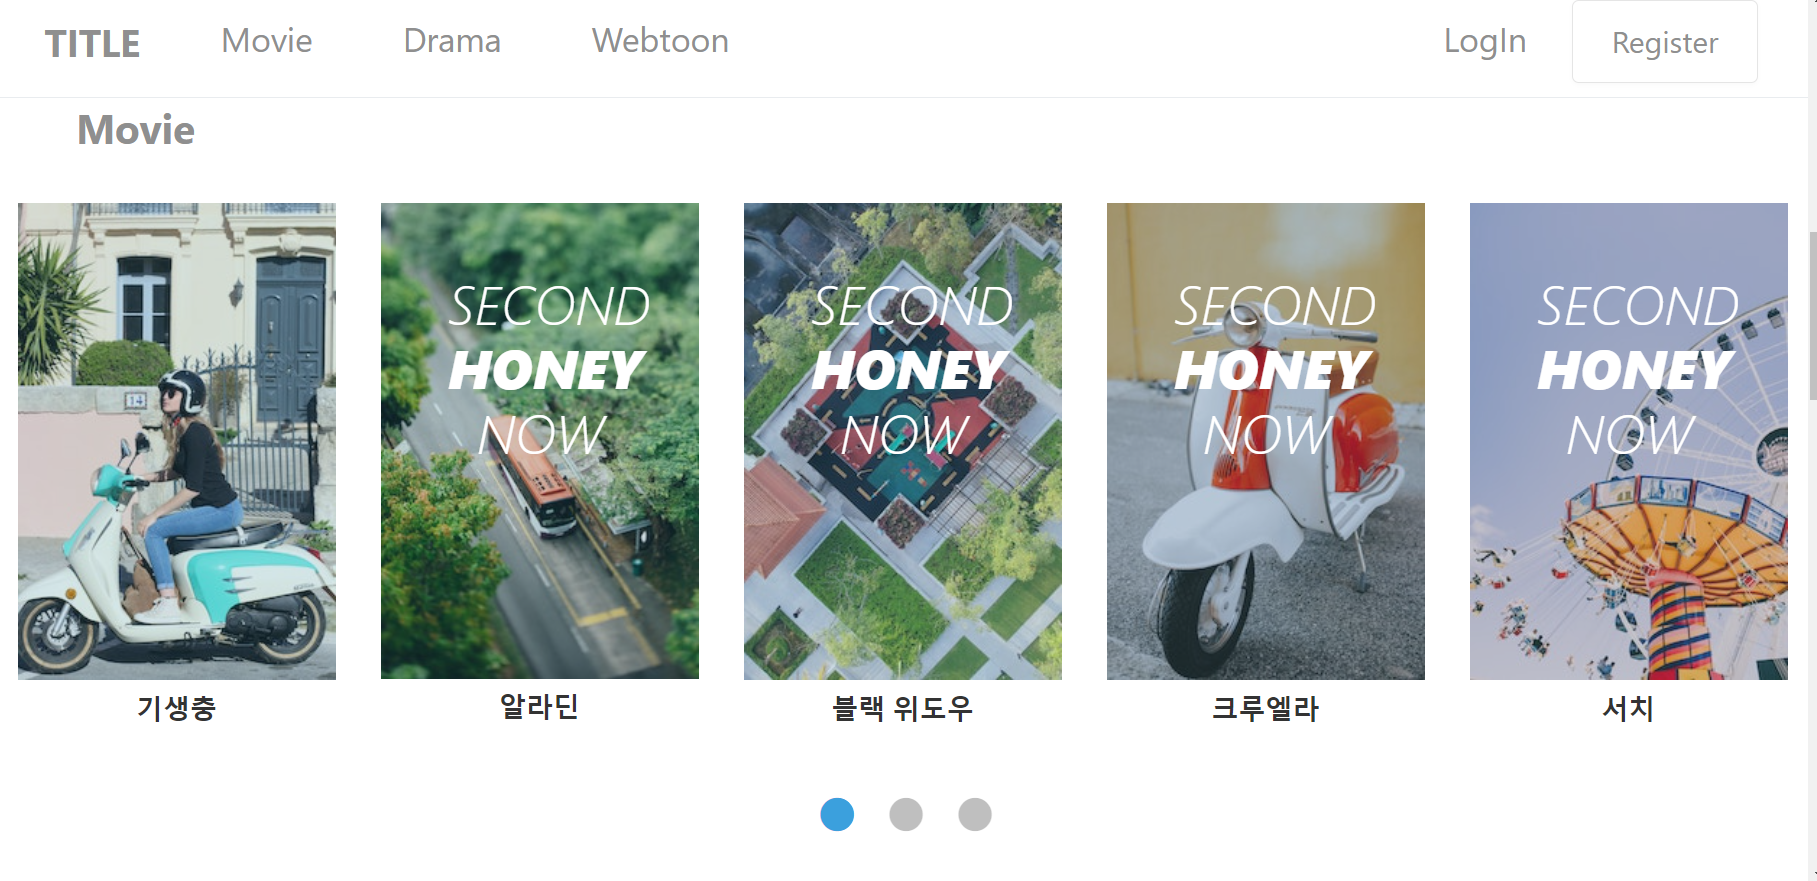 TITLE Movie Drama Webtoon LogIn Register
Movie
14
SECOND
HONEY
NOW
SECOND
HONEY
NOW
SECOND
HONEY
NOW
SECOND
HONEY
NOW
기생충 알라딘 블랙 위도우 크루엘라 서치